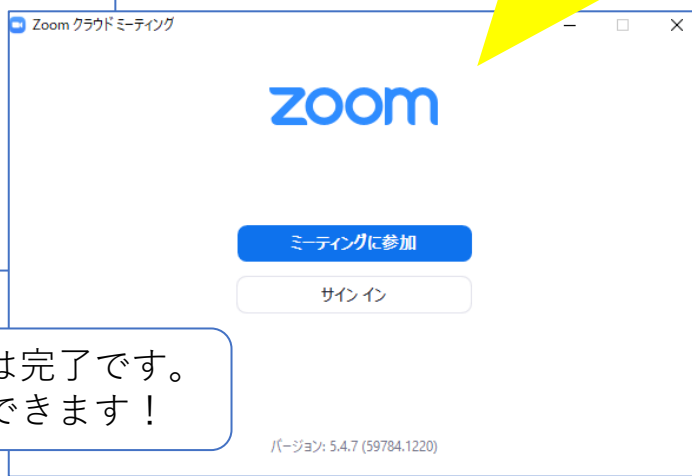 Zoom クラウド ミーティング
zoom
ミーティングに参加
サイン イン
は完了です。
できます！
バージョン: 5.4.7 (59784.1220)